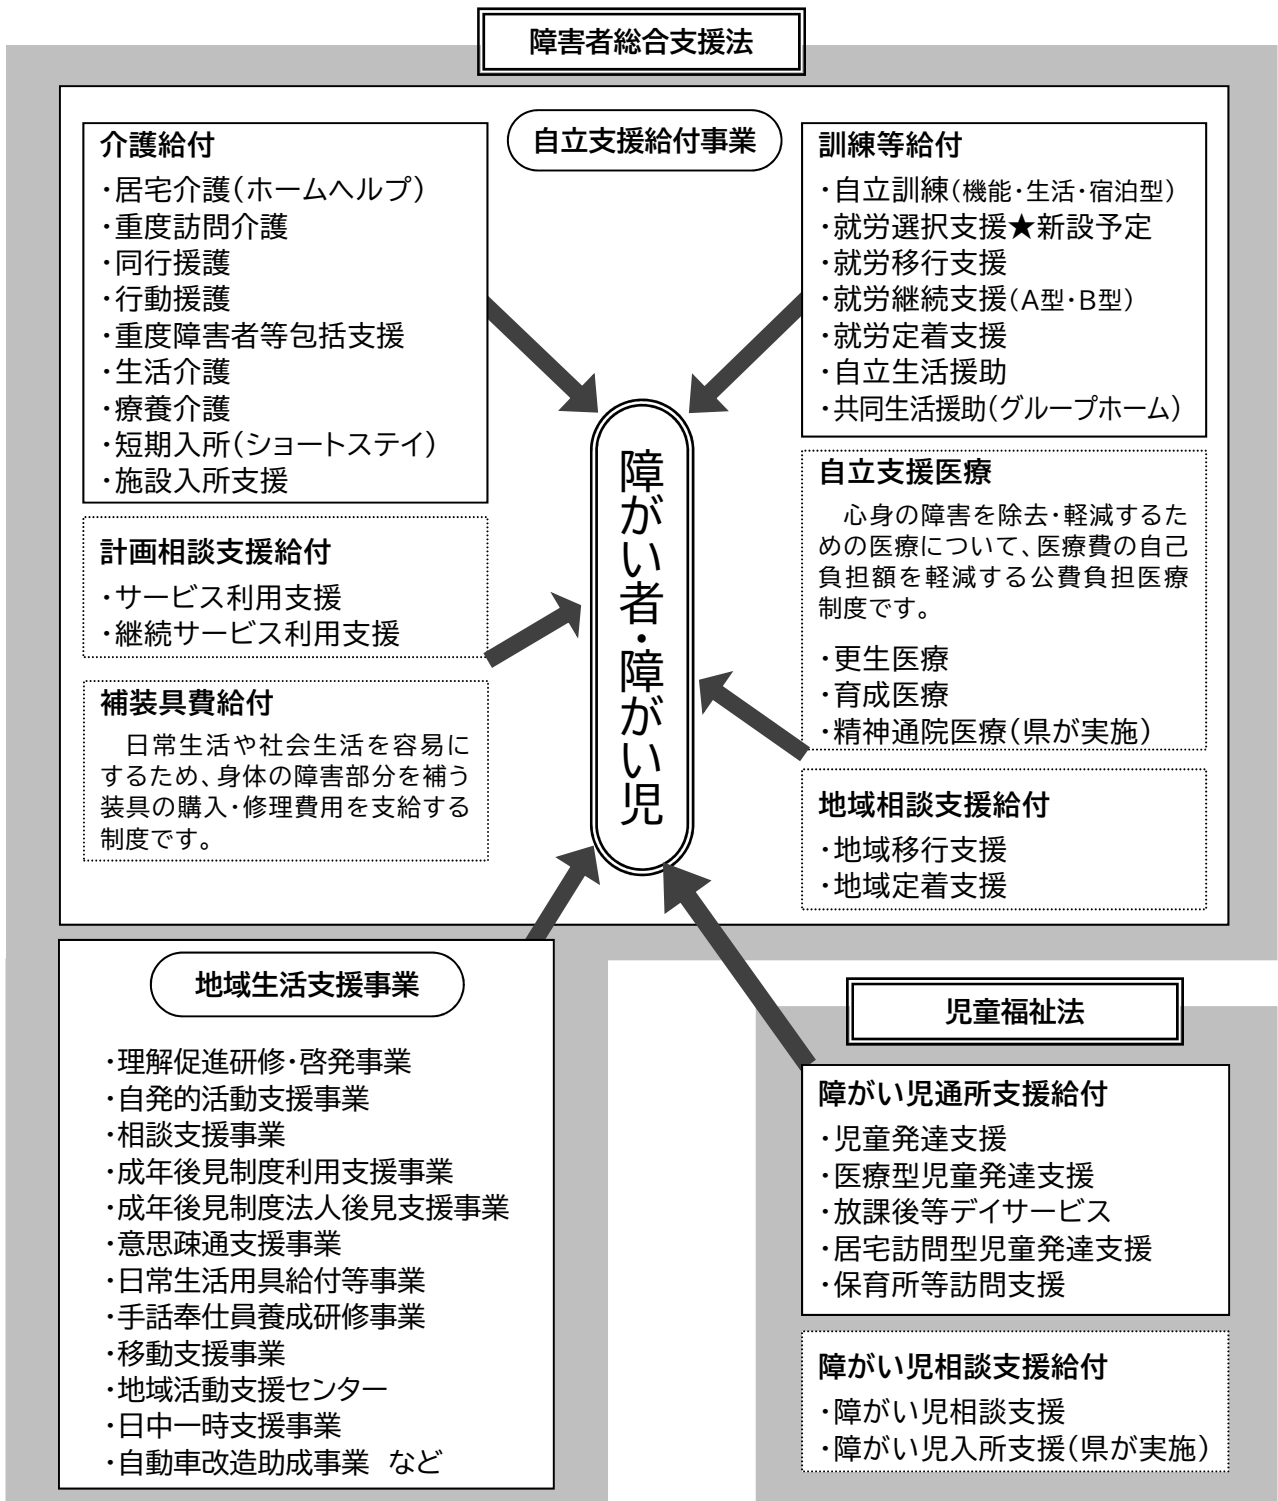 障害者総合支援法
自立支援給付事業
介護給付
・居宅介護(ホームヘルプ)
・重度訪問介護
・同行援護
・行動援護
・重度障害者等包括支援
・生活介護
・療養介護
・短期入所(ショートステイ)
・施設入所支援
計画相談支援給付
・サービス利用支援
・継続サービス利用支援
補装具費給付
日常生活や社会生活を容易に
するため、身体の障害部分を補う
装具の購入・修理費用を支給する
制度です。
障がい者・障がい児
訓練等給付
・自立訓練(機能・生活・宿泊型)
・就労選択支援★新設予定
・就労移行支援
・就労継続支援(A型・B型)
・就労定着支援
・自立生活援助
・共同生活援助(グループホーム)
自立支援医療
心身の障害を除去・軽減するた
めの医療について、医療費の自己
負担額を軽減する公費負担医療
制度です。
・更生医療
・育成医療
・精神通院医療(県が実施)
地域相談支援給付
・地域移行支援
・地域定着支援
地域生活支援事業
・理解促進研修・啓発事業
・自発的活動支援事業
・相談支援事業
・成年後見制度利用支援事業
・成年後見制度法人後見支援事業
・意思疎通支援事業
・日常生活用具給付等事業
・手話奉仕員養成研修事業
・移動支援事業
・地域活動支援センター
・日中一時支援事業
・自動車改造助成事業 など
児童福祉法
障がい児通所支援給付
・児童発達支援
・医療型児童発達支援
・放課後等デイサービス
・居宅訪問型児童発達支援
・保育所等訪問支援
障がい児相談支援給付
・障がい児相談支援
・障がい児入所支援(県が実施)